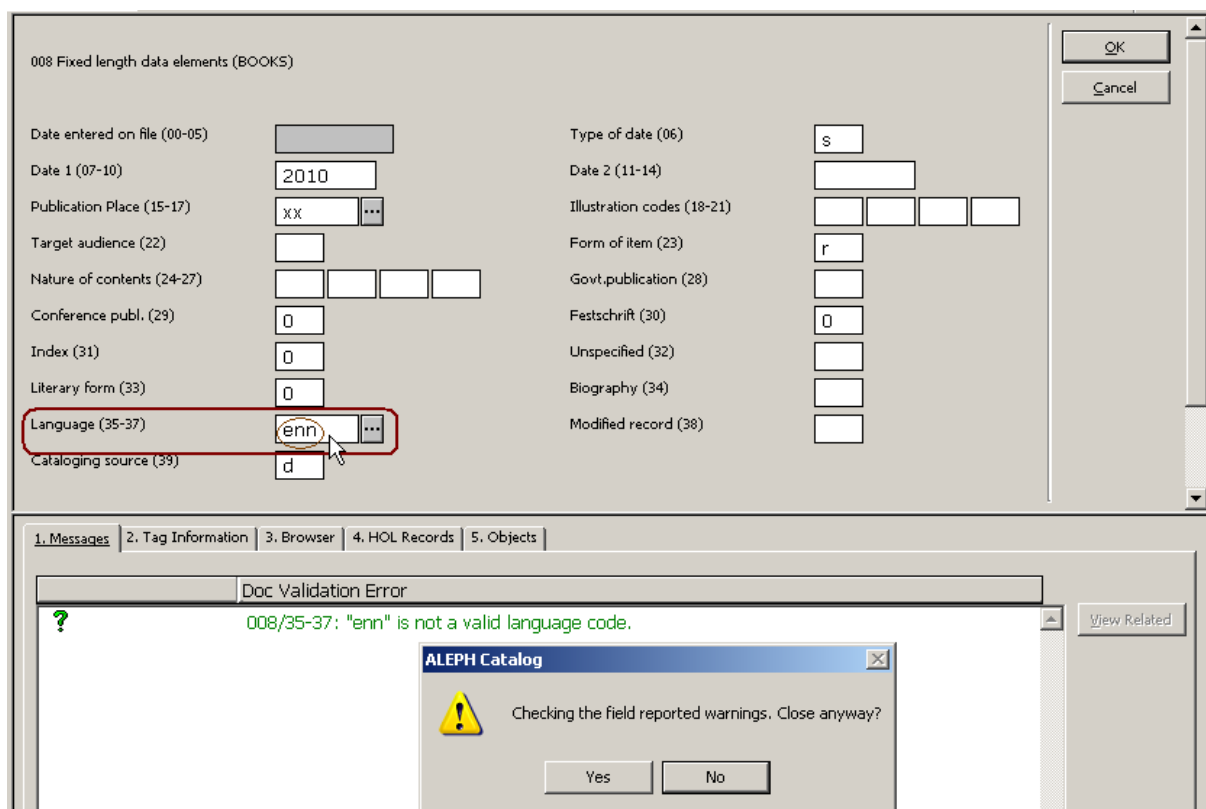 OK
008 Fixed length data elements (BOOKS)
Cancel
Date entered on file (00-05) Type of date (06) s
Date 1 (07-10) 2010 Date 2 (11-14)
Publication Place (15-17) xx ... Illustration codes (18-21)
Target audience (22) Form of item (23) r
Nature of contents (24-27) Govt.publication (28)
Conference publ. (29) 0 Festschrift (30) 0
Index (31) 0 Unspecified (32)
Literary form (33) 0 Biography (34)
Language (35-37) enn ... Modified record (38)
Cataloging source (39) d
1. Messages 2. Tag Information 3. Browser 4. HOL Records 5. Objects
Doc Validation Error
? 008/35-37: "enn" is not a valid language code. View Related
ALEPH Catalog
Checking the field reported warnings. Close anyway?
Yes No